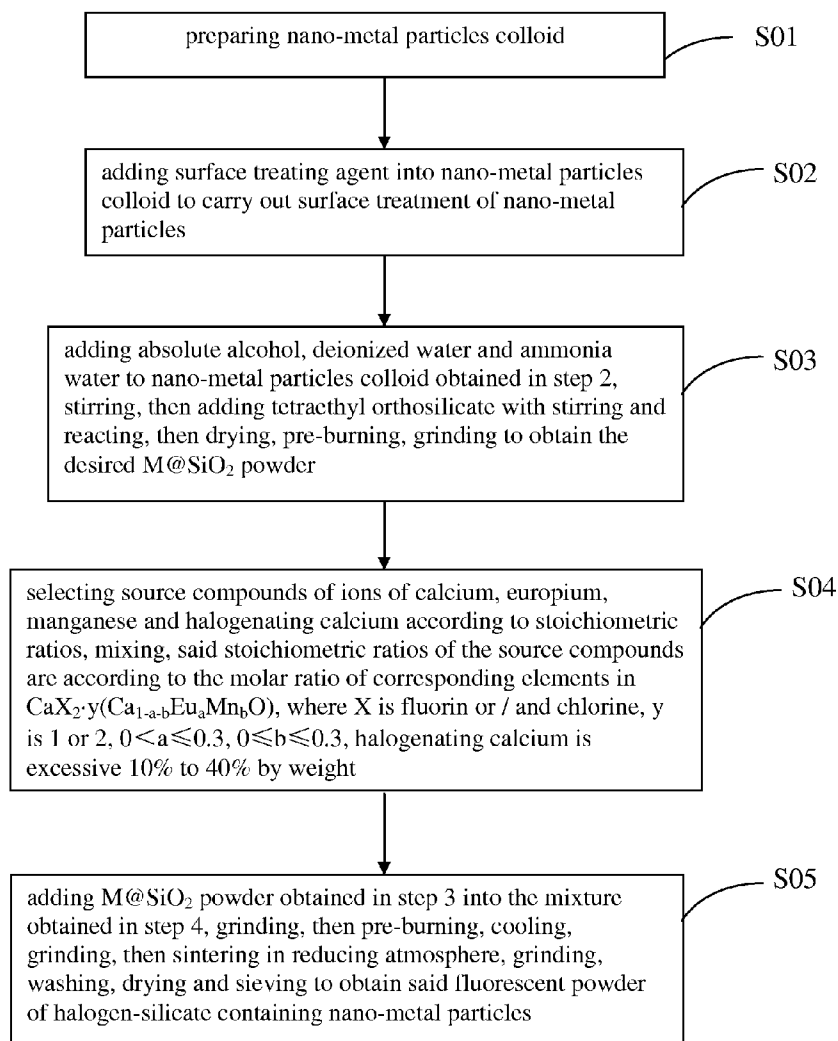 preparing nano-metal particles colloid
S01
adding surface treating agent into nano-metal particles
colloid to carry out surface treatment of nano-metal
particles
S02
adding absolute alcohol, deionized water and ammonia
water to nano-metal particles colloid obtained in step 2,
stirring, then adding tetraethyl orthosilicate with stirring and
reacting, then drying, pre-burning, grinding to obtain the
desired M@SiO₂ powder
S03
selecting source compounds of ions of calcium, europium,
manganese and halogenating calcium according to stoichiometric
ratios, mixing, said stoichiometric ratios of the source compounds
are according to the molar ratio of corresponding elements in
CaX₂·y(Ca₁₋ₐ₋bEuₐMnbO), where X is fluorin or / and chlorine, y
is 1 or 2, 0<a≤0.3, 0≤b≤0.3, halogenating calcium is
excessive 10% to 40% by weight
S04
adding M@SiO₂ powder obtained in step 3 into the mixture
obtained in step 4, grinding, then pre-burning, cooling,
grinding, then sintering in reducing atmosphere, grinding,
washing, drying and sieving to obtain said fluorescent powder
of halogen-silicate containing nano-metal particles
S05